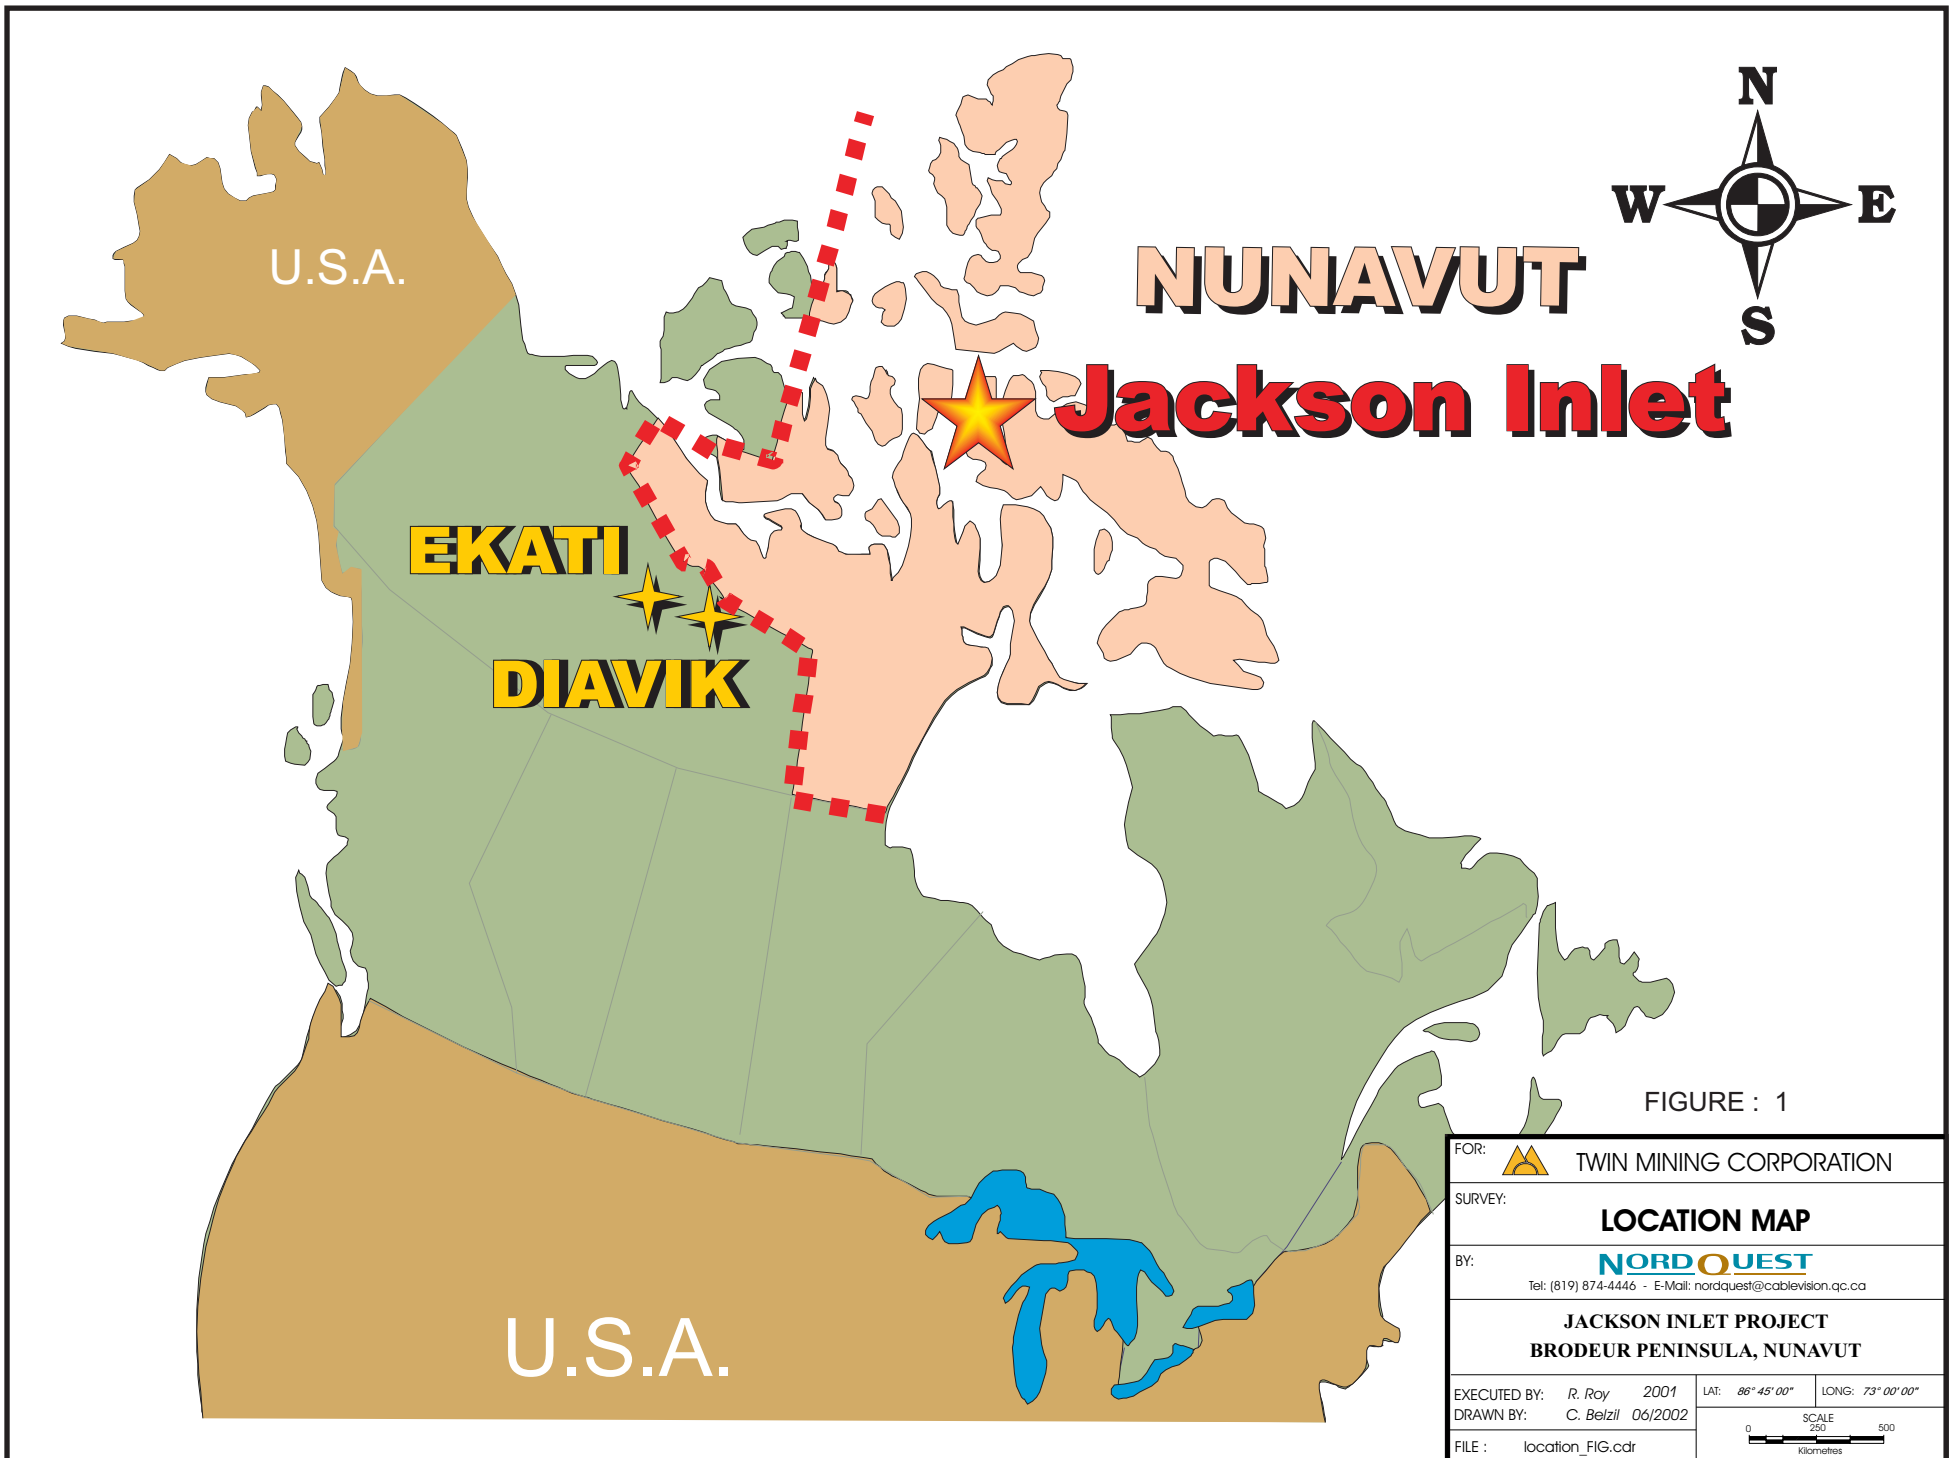 N
W E
S
U.S.A.
NUNAVUT
Jackson Inlet
EKATI
DIAVIK
U.S.A.
FIGURE : 1
FOR: TWIN MINING CORPORATION
SURVEY:
LOCATION MAP
BY: NORDQUEST
Tel: (819) 874-4446 - E-Mail: nordquest@cablevision.qc.ca
JACKSON INLET PROJECT
BRODEUR PENINSULA, NUNAVUT
EXECUTED BY: R. Roy 2001
DRAWN BY: C. Belzil 06/2002
LAT: 86° 45' 00" LONG: 73° 00' 00"
SCALE
0 250 500
Kilometres
FILE : location_FIG.cdr